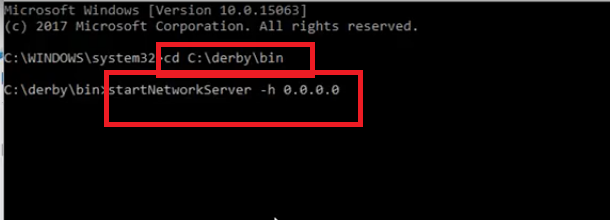 Microsoft Windows [Version 10.0.15063]
(c) 2017 Microsoft Corporation. All rights reserved.
C:\WINDOWS\system32>cd C:\derby\bin
C:\derby\bin>startNetworkServer -h 0.0.0.0